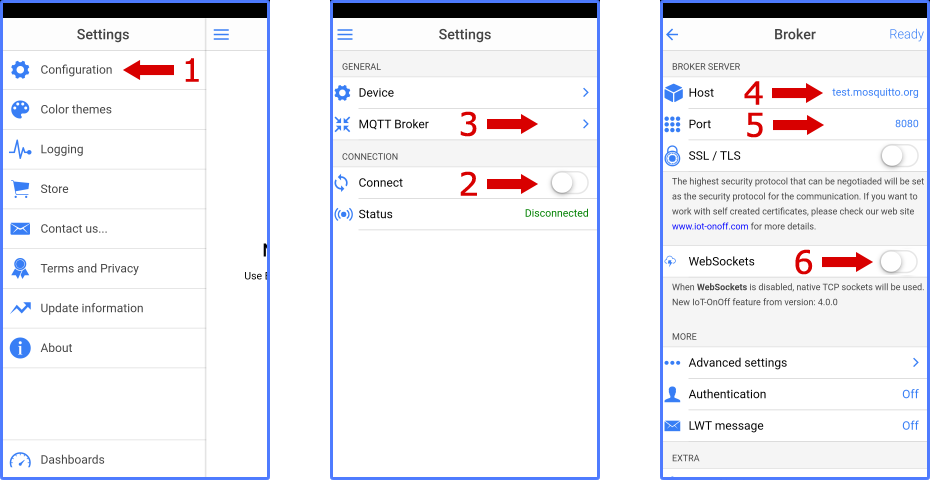 Settings
Configuration 1
Color themes
Logging
Store
Contact us...
Terms and Privacy
Update information
About
Dashboards
Use
Settings
GENERAL
Device
MQTT Broker 3
CONNECTION
Connect 2
Status Disconnected
Broker Ready
BROKER SERVER
Host 4 test.mosquitto.org
Port 5 8080
SSL / TLS
The highest security protocol that can be negotiaded will be set
as the security protocol for the communication. If you want to
work with self created certificates, please check our web site
www.iot-onoff.com for more details.
WebSockets 6
When WebSockets is disabled, native TCP sockets will be used.
New IoT-OnOff feature from version: 4.0.0
MORE
Advanced settings
Authentication Off
LWT message Off
EXTRA